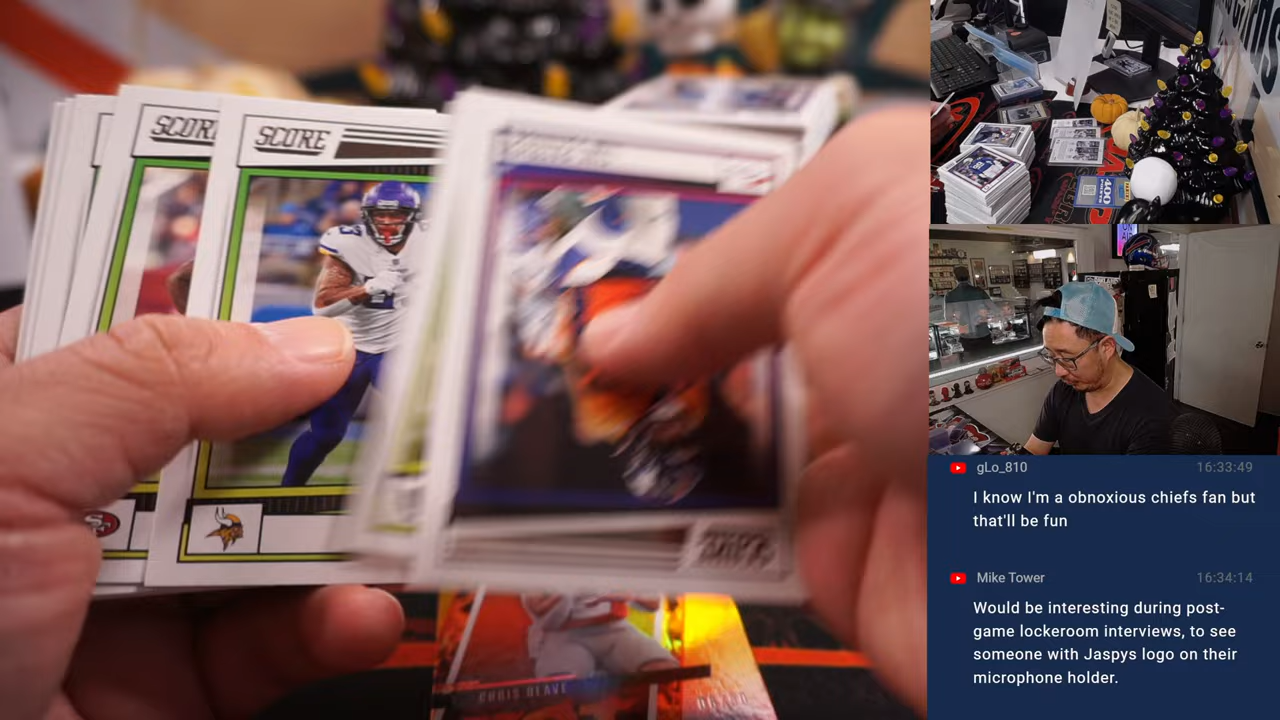 SCORE
SCORE
CHRIS OLAVE
gLo_810 16:33:49
I know I'm a obnoxious chiefs fan but
that'll be fun
Mike Tower 16:34:14
Would be interesting during post-
game lockeroom interviews, to see
someone with Jaspys logo on their
microphone holder.